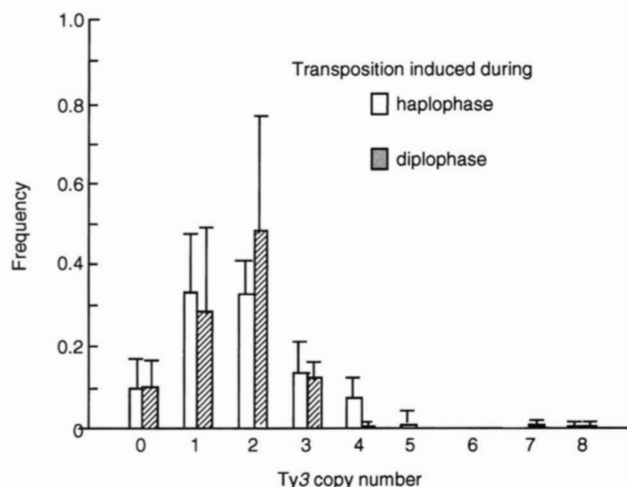 1.0
Transposition induced during
haplophase
0.8
diplophase
0.6
Frequency
0.4
0.2
0
0 1 2 3 4 5 6 7 8
Ty3 copy number